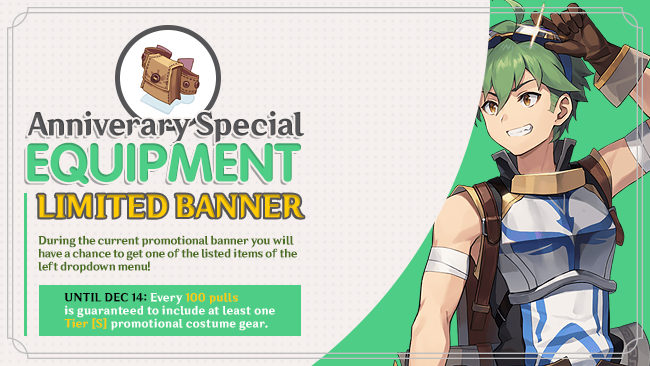 Anniverary Special
EQUIPMENT
LIMITED BANNER
During the current promotional banner you will
have a chance to get one of the listed items of the
left dropdown menu!
UNTIL DEC 14: Every 100 pulls
is guaranteed to include at least one
Tier [S] promotional costume gear.